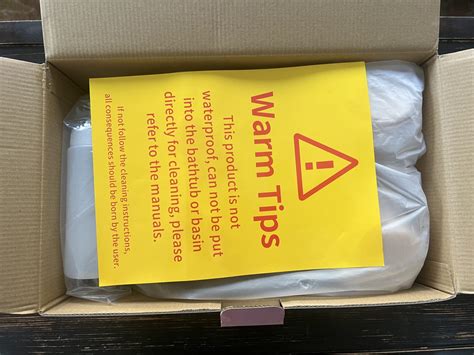 Warm Tips
This product is not
waterproof, can not be put
into the bathtub or basin
directly for cleaning, please
refer to the manuals.
If not follow the cleaning instructions,
all consequences should be born by the user.